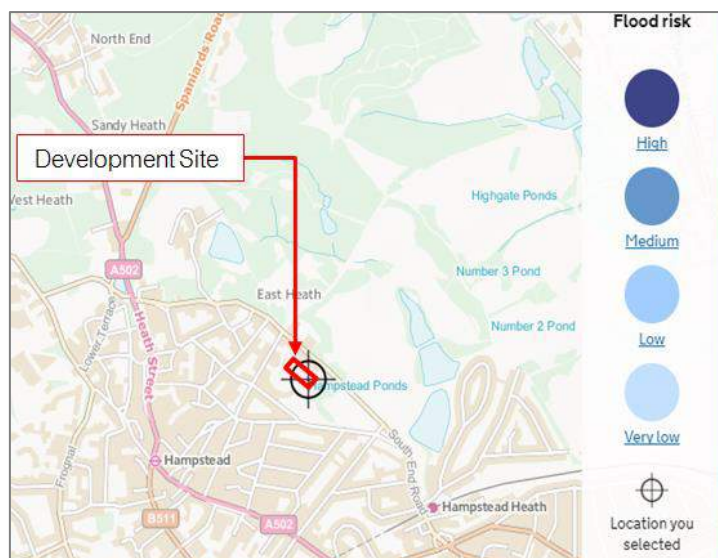 North End
Spaniards Road
Sandy Heath
Development Site
West Heath
Highgate Ponds
A502
Number 3 Pond
East Heath
Number 2 Pond
Lower Terrace
Heath Street
Hampstead Ponds
South End Road
Hampstead
Frognal
Hampstead Heath
B511
A502
Flood risk
High
Medium
Low
Very low
Location you
selected